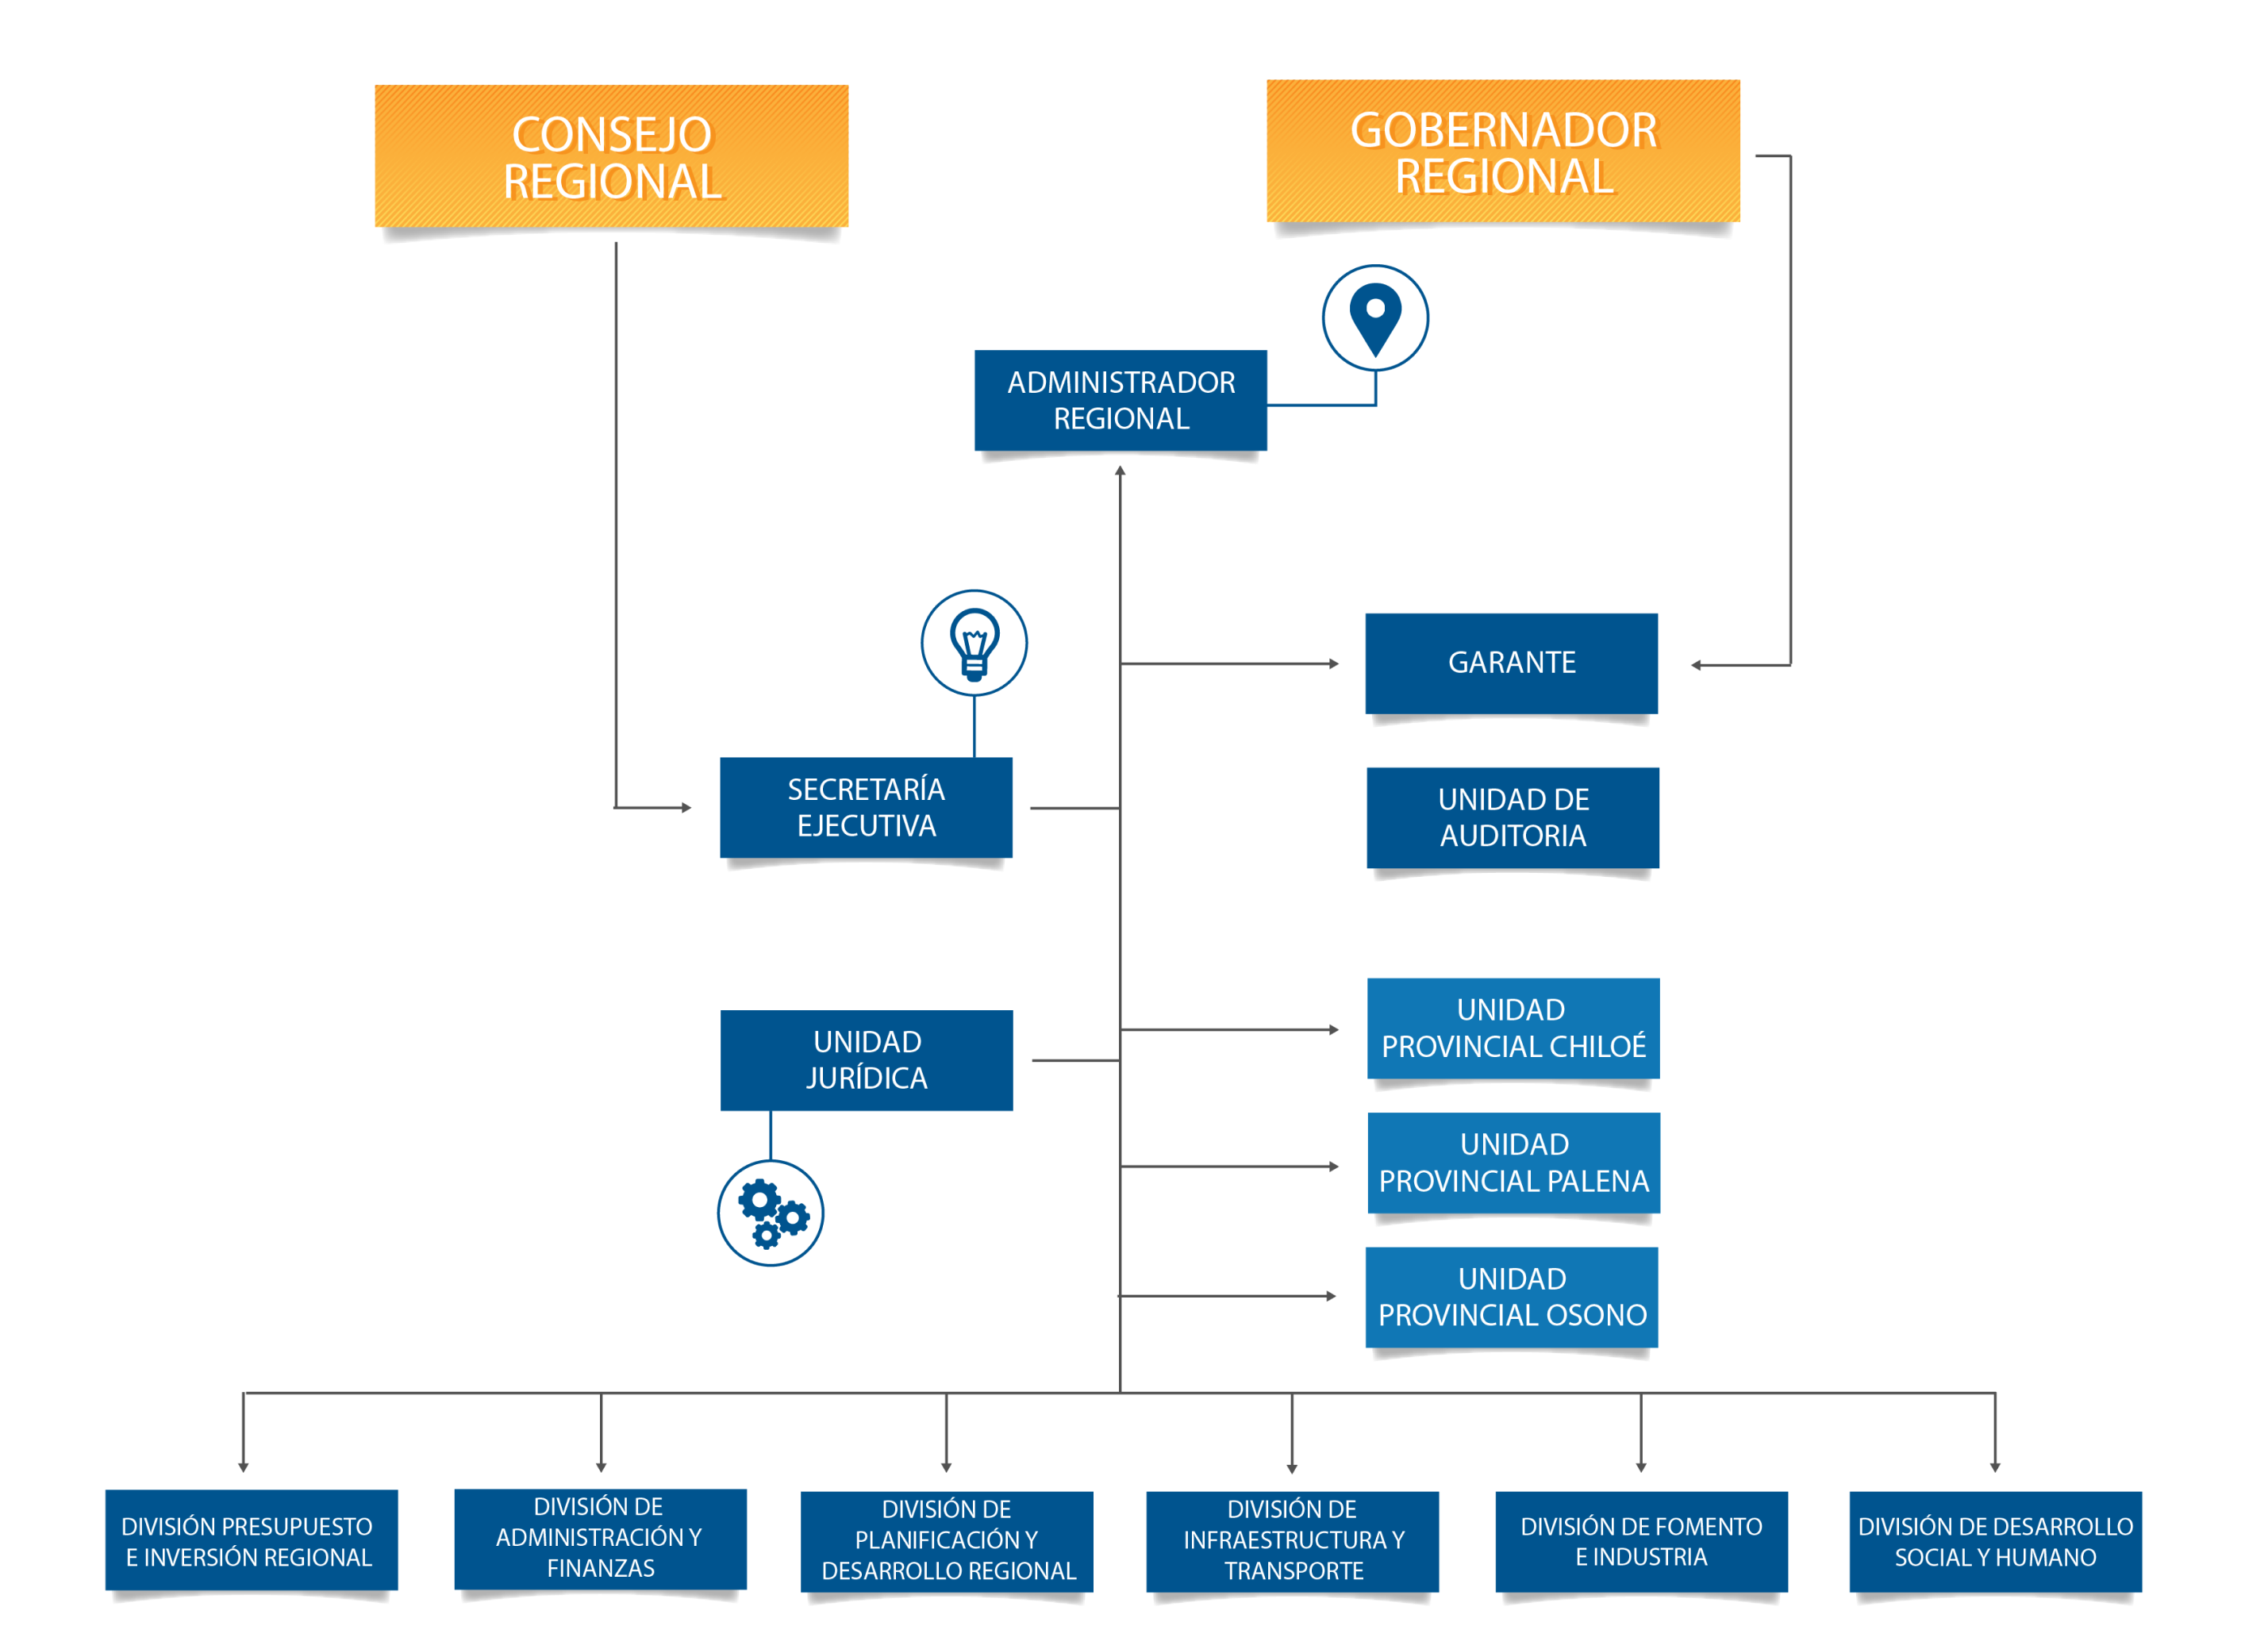 CONSEJO
REGIONAL
GOBERNADOR
REGIONAL
ADMINISTRADOR
REGIONAL
GARANTE
SECRETARÍA
EJECUTIVA
UNIDAD DE
AUDITORIA
UNIDAD
JURÍDICA
UNIDAD
PROVINCIAL CHILOÉ
UNIDAD
PROVINCIAL PALENA
UNIDAD
PROVINCIAL OSONO
DIVISIÓN PRESUPUESTO
E INVERSIÓN REGIONAL
DIVISIÓN DE
ADMINISTRACIÓN Y
FINANZAS
DIVISIÓN DE
PLANIFICACIÓN Y
DESARROLLO REGIONAL
DIVISIÓN DE
INFRAESTRUCTURA Y
TRANSPORTE
DIVISIÓN DE FOMENTO
E INDUSTRIA
DIVISIÓN DE DESARROLLO
SOCIAL Y HUMANO